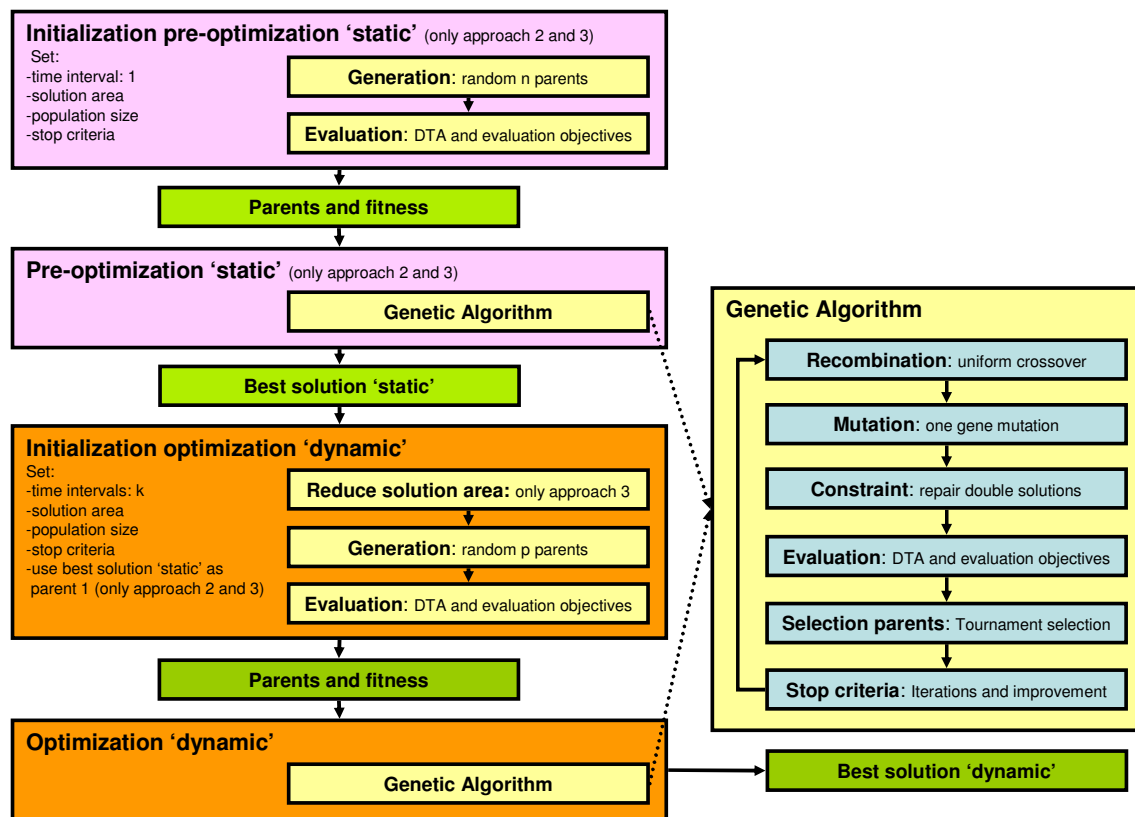 Initialization pre-optimization ‘static’ (only approach 2 and 3)
Set:
-time interval: 1
-solution area
-population size
-stop criteria
Generation: random n parents
Evaluation: DTA and evaluation objectives
Parents and fitness
Pre-optimization ‘static’ (only approach 2 and 3)
Genetic Algorithm
Best solution ‘static’
Initialization optimization ‘dynamic’
Set:
-time intervals: k
-solution area
-population size
-stop criteria
-use best solution ‘static’ as
parent 1 (only approach 2 and 3)
Reduce solution area: only approach 3
Generation: random p parents
Evaluation: DTA and evaluation objectives
Parents and fitness
Optimization ‘dynamic’
Genetic Algorithm
Genetic Algorithm
Recombination: uniform crossover
Mutation: one gene mutation
Constraint: repair double solutions
Evaluation: DTA and evaluation objectives
Selection parents: Tournament selection
Stop criteria: Iterations and improvement
Best solution ‘dynamic’